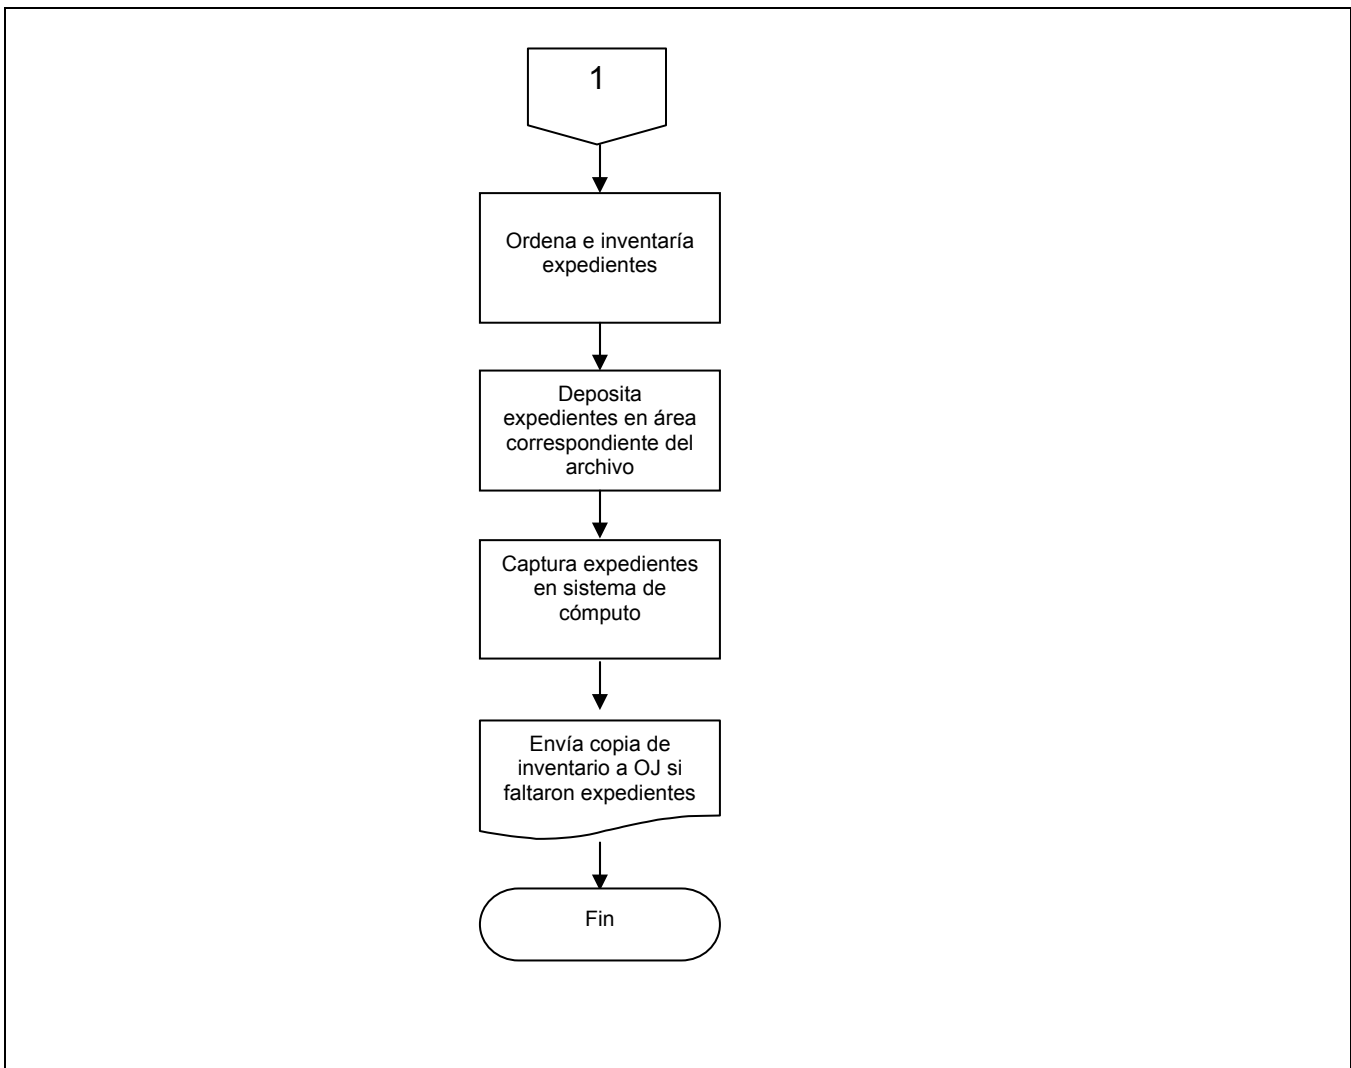 1
Ordena e inventaría
expedientes
Deposita
expedientes en área
correspondiente del
archivo
Captura expedientes
en sistema de
cómputo
Envía copia de
inventario a OJ si
faltaron expedientes
Fin